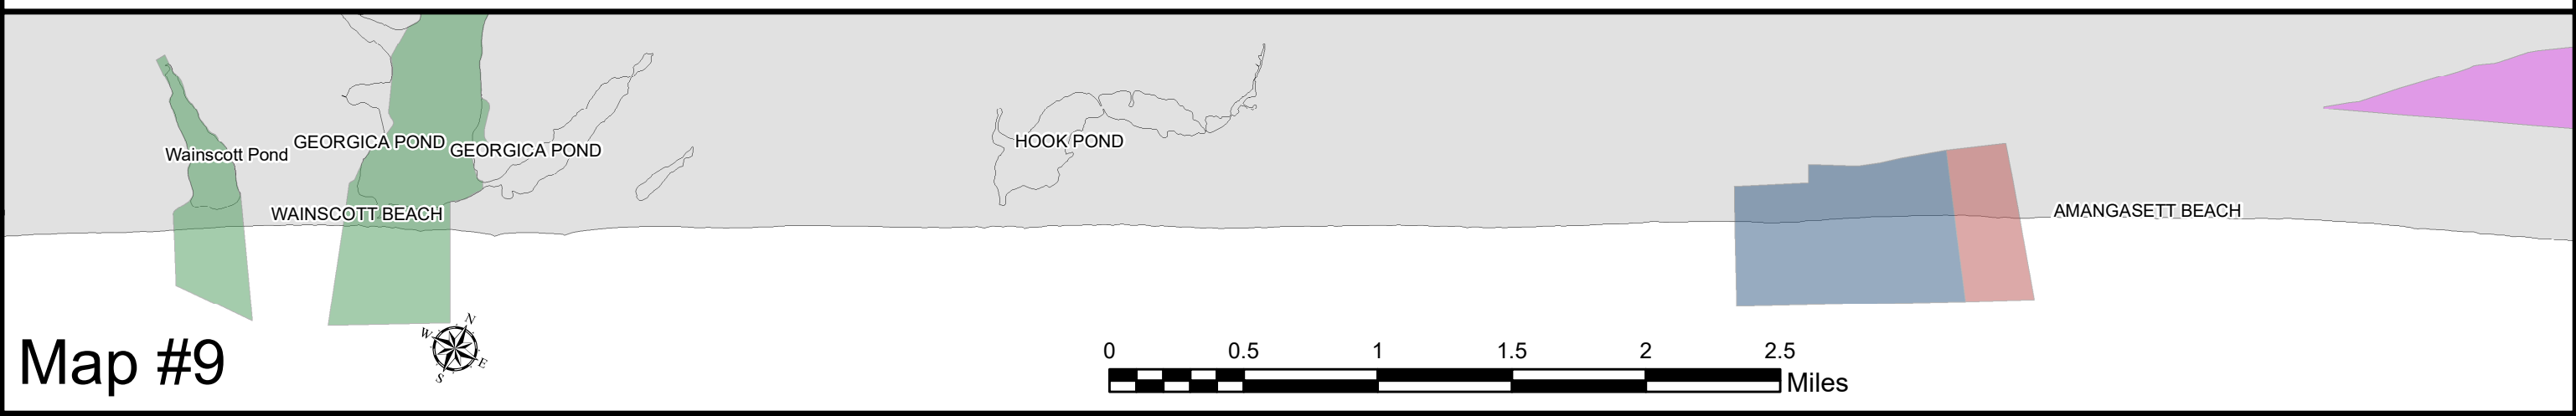 HOOK POND
GEORGICA POND
GEORGICA POND
Wainscott Pond
AMANGASETT BEACH
WAINSCOTT BEACH
N
W
E
S
Map #9
0 0.5 1 1.5 2 2.5
Miles